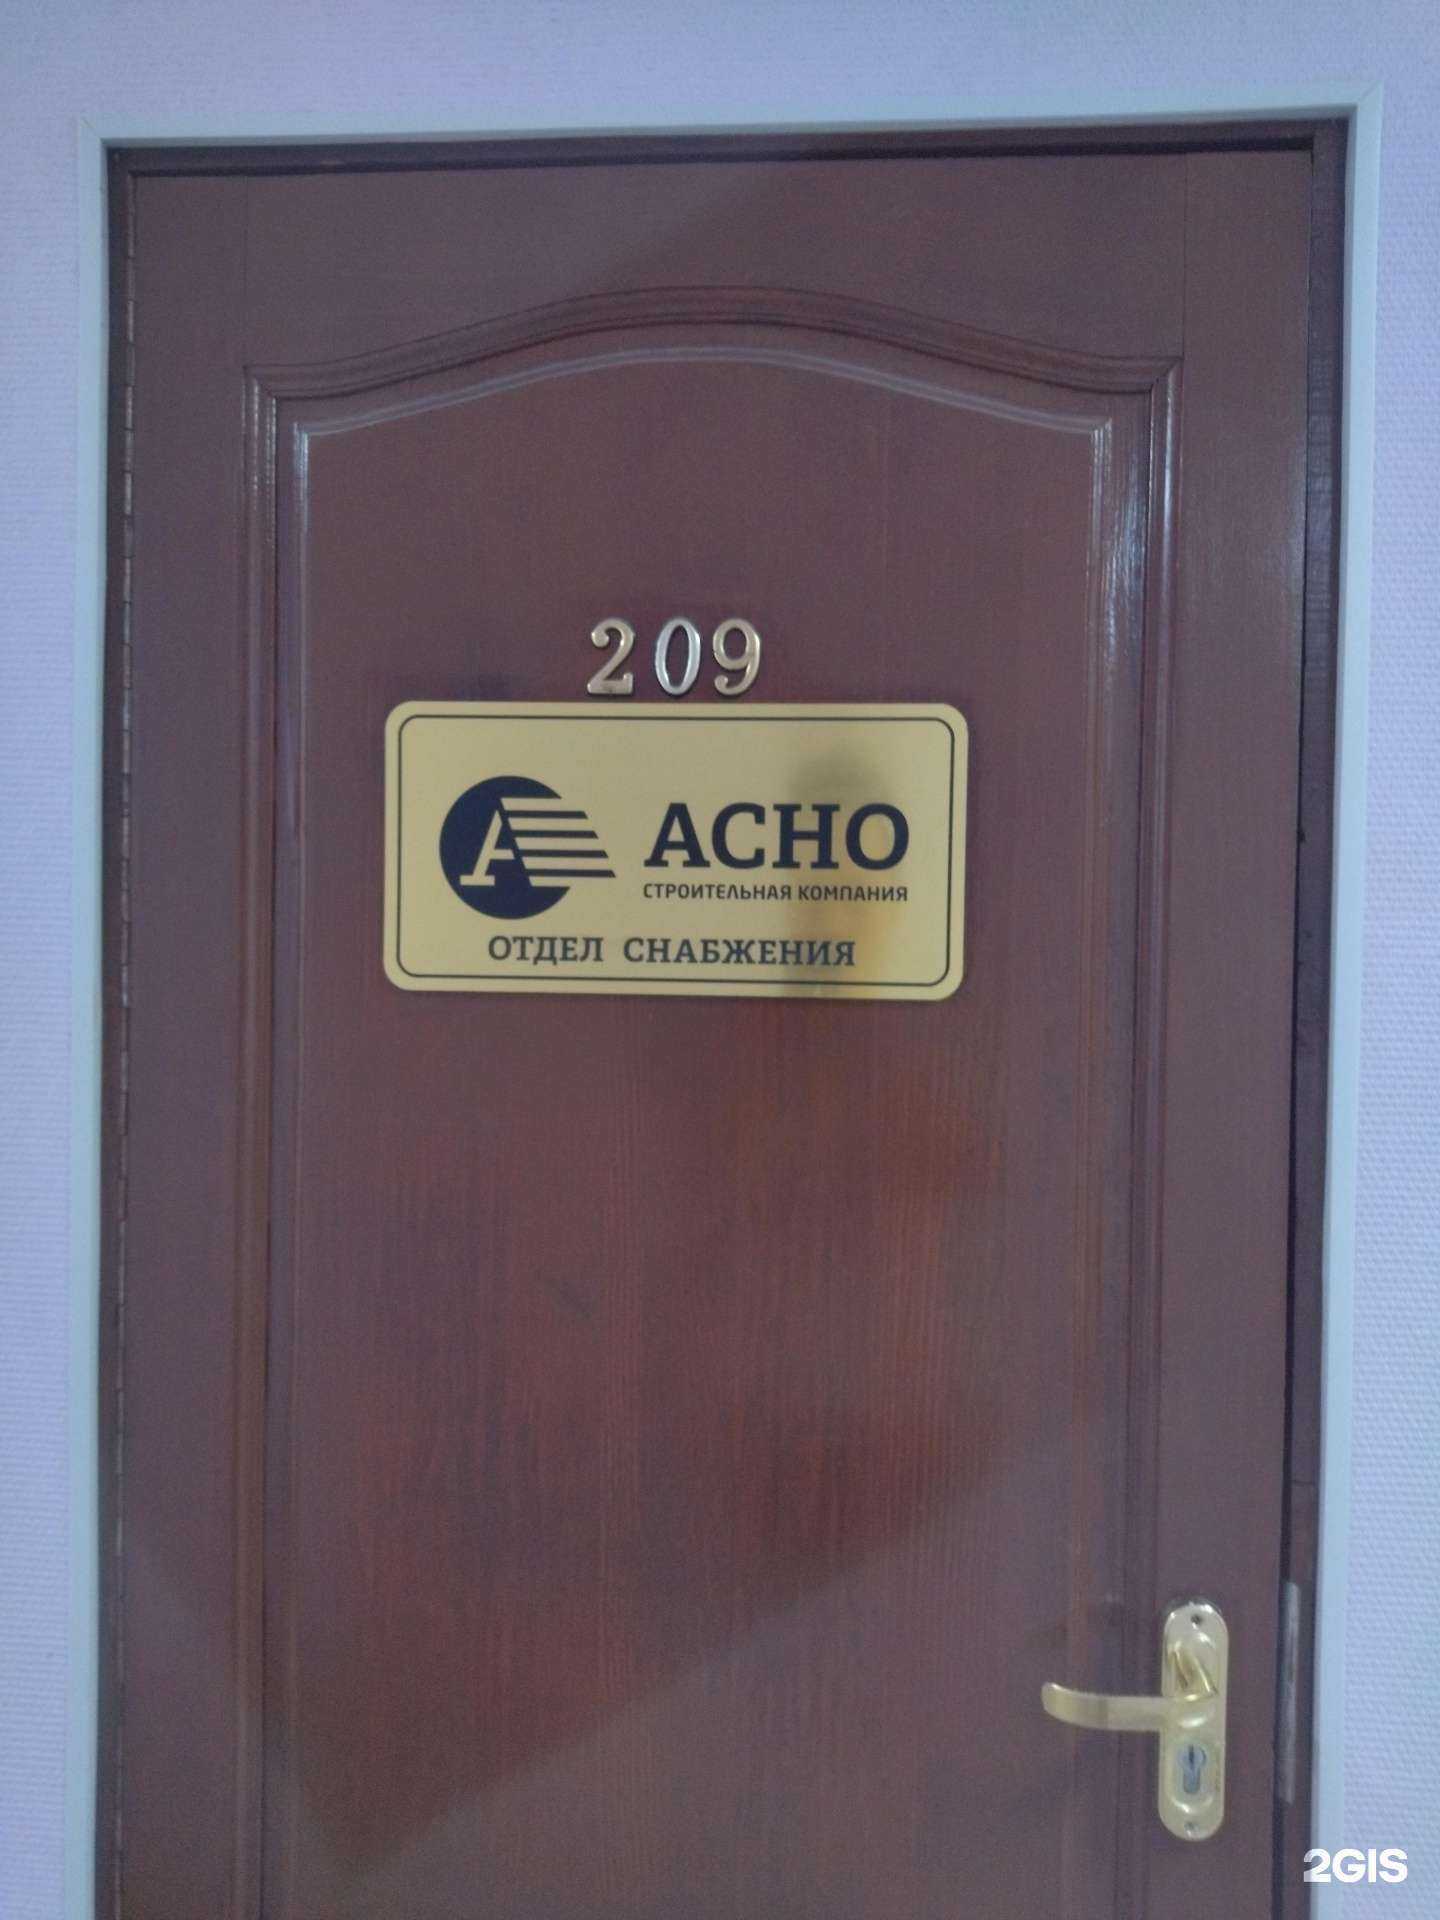 209
А АСНО
СТРОИТЕЛЬНАЯ КОМПАНИЯ
ОТДЕЛ СНАБЖЕНИЯ
2GIS